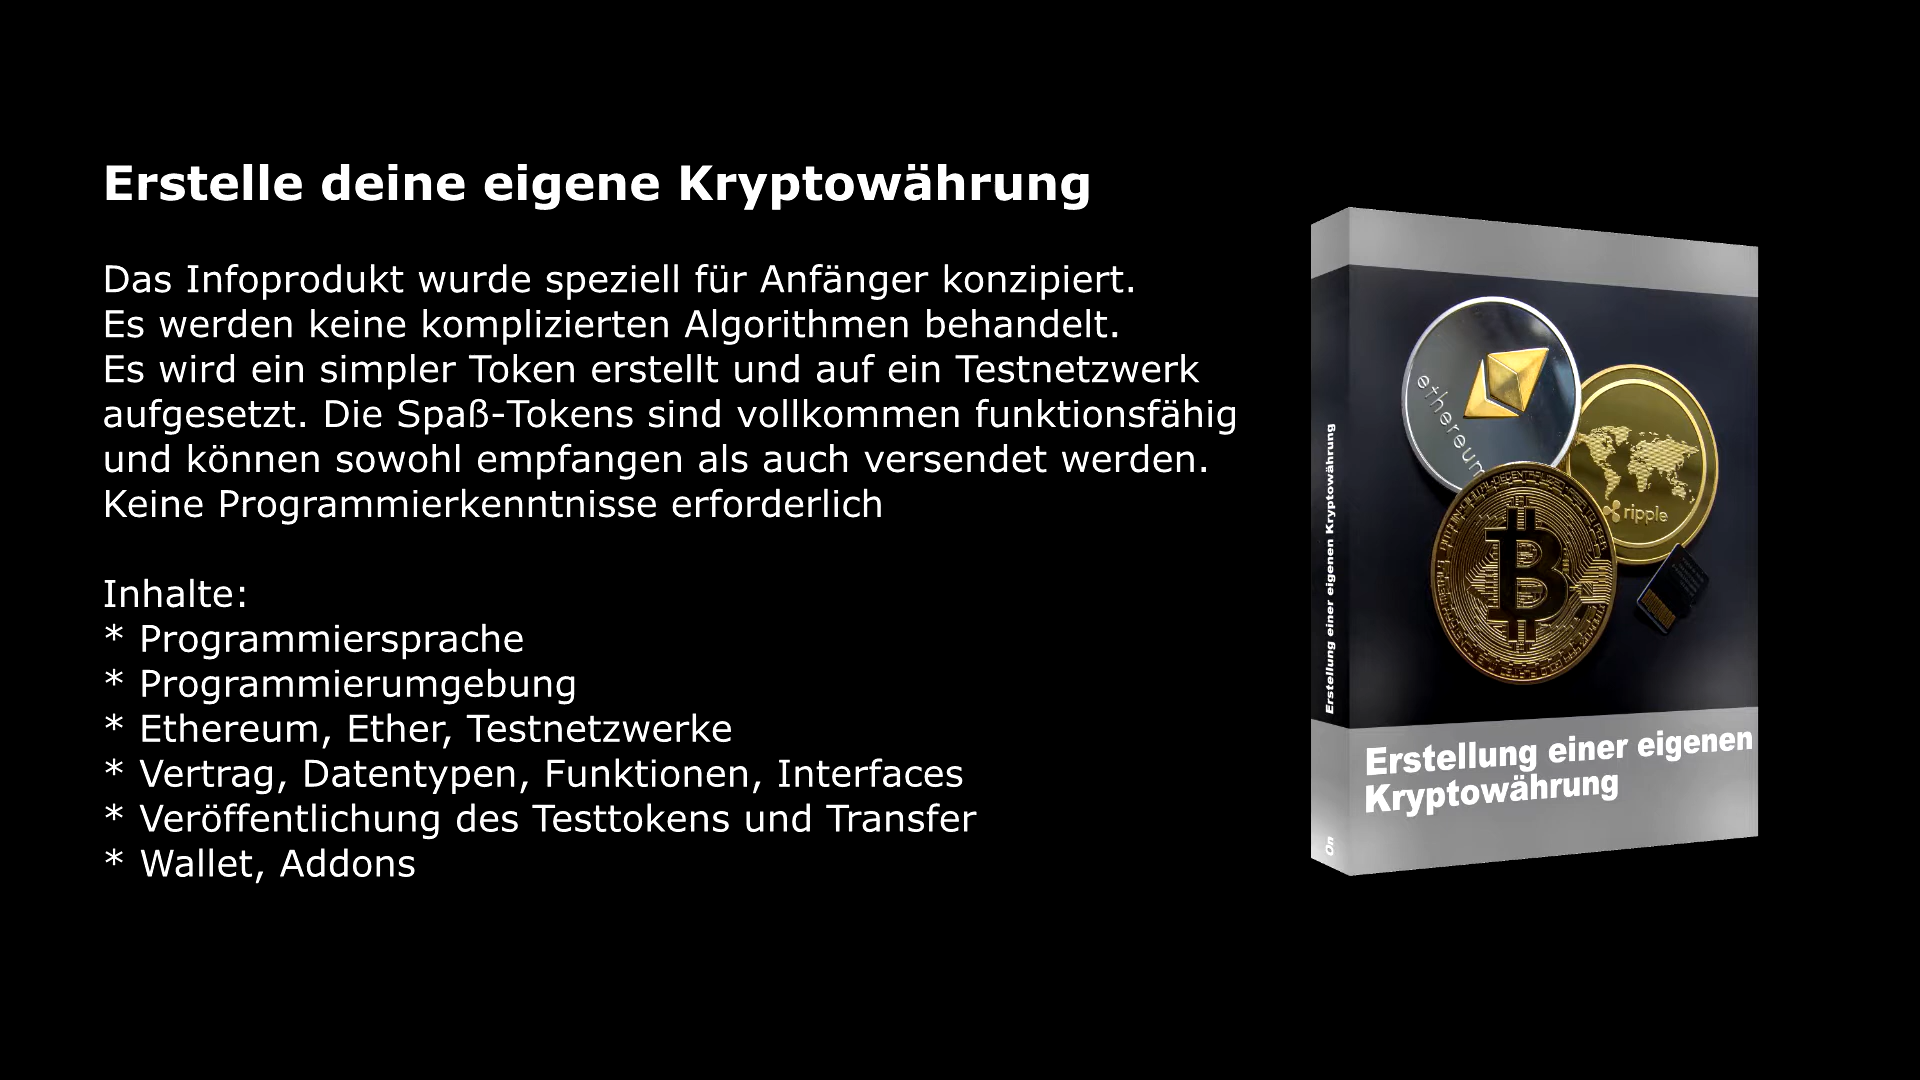 Erstelle deine eigene Kryptowährung
Das Infoprodukt wurde speziell für Anfänger konzipiert.
Es werden keine komplizierten Algorithmen behandelt.
Es wird ein simpler Token erstellt und auf ein Testnetzwerk
aufgesetzt. Die Spaß-Tokens sind vollkommen funktionsfähig
und können sowohl empfangen als auch versendet werden.
Keine Programmierkenntnisse erforderlich
Inhalte:
* Programmiersprache
* Programmierumgebung
* Ethereum, Ether, Testnetzwerke
* Vertrag, Datentypen, Funktionen, Interfaces
* Veröffentlichung des Testtokens und Transfer
* Wallet, Addons
Erstellung einer eigenen Kryptowährung
On
ethereum
ripple
Erstellung einer eigenen
Kryptowährung